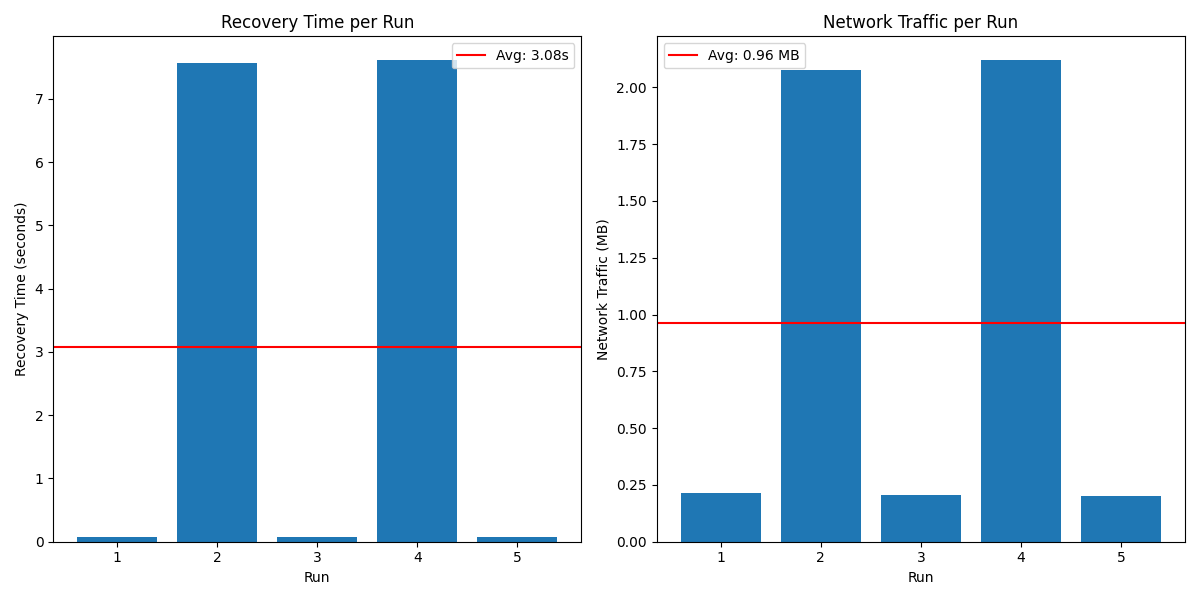 Recovery Time per Run
Avg: 3.08s
Recovery Time (seconds)
7
6
5
4
3
2
1
0
1 2 3 4 5
Run
Network Traffic per Run
Avg: 0.96 MB
Network Traffic (MB)
2.00
1.75
1.50
1.25
1.00
0.75
0.50
0.25
0.00
1 2 3 4 5
Run